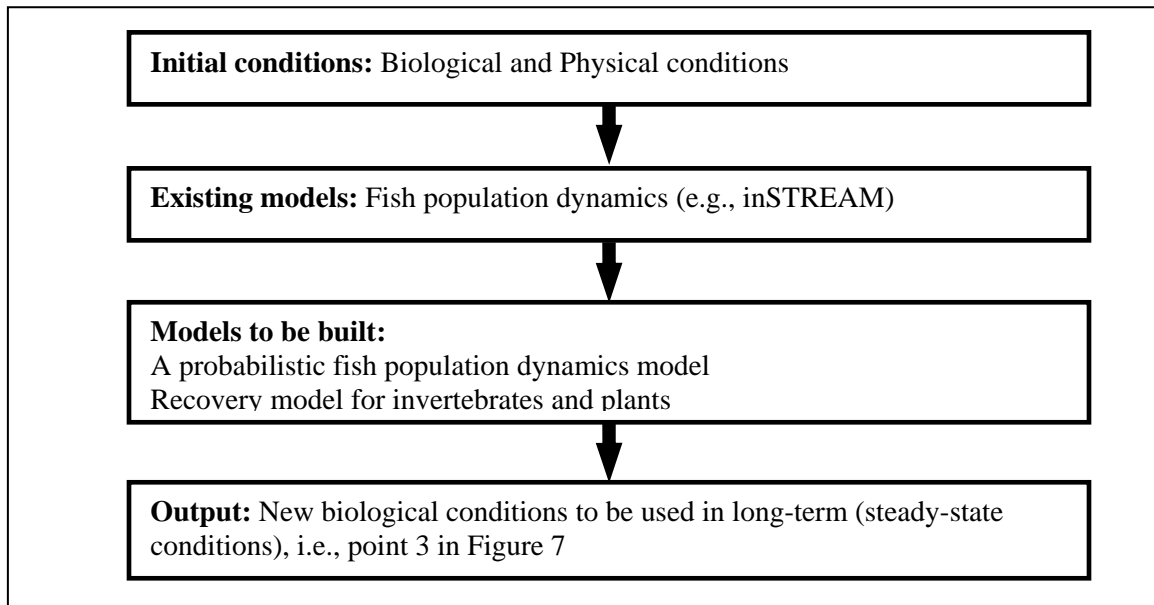 Initial conditions: Biological and Physical conditions
Existing models: Fish population dynamics (e.g., inSTREAM)
Models to be built:
A probabilistic fish population dynamics model
Recovery model for invertebrates and plants
Output: New biological conditions to be used in long-term (steady-state
conditions), i.e., point 3 in Figure 7